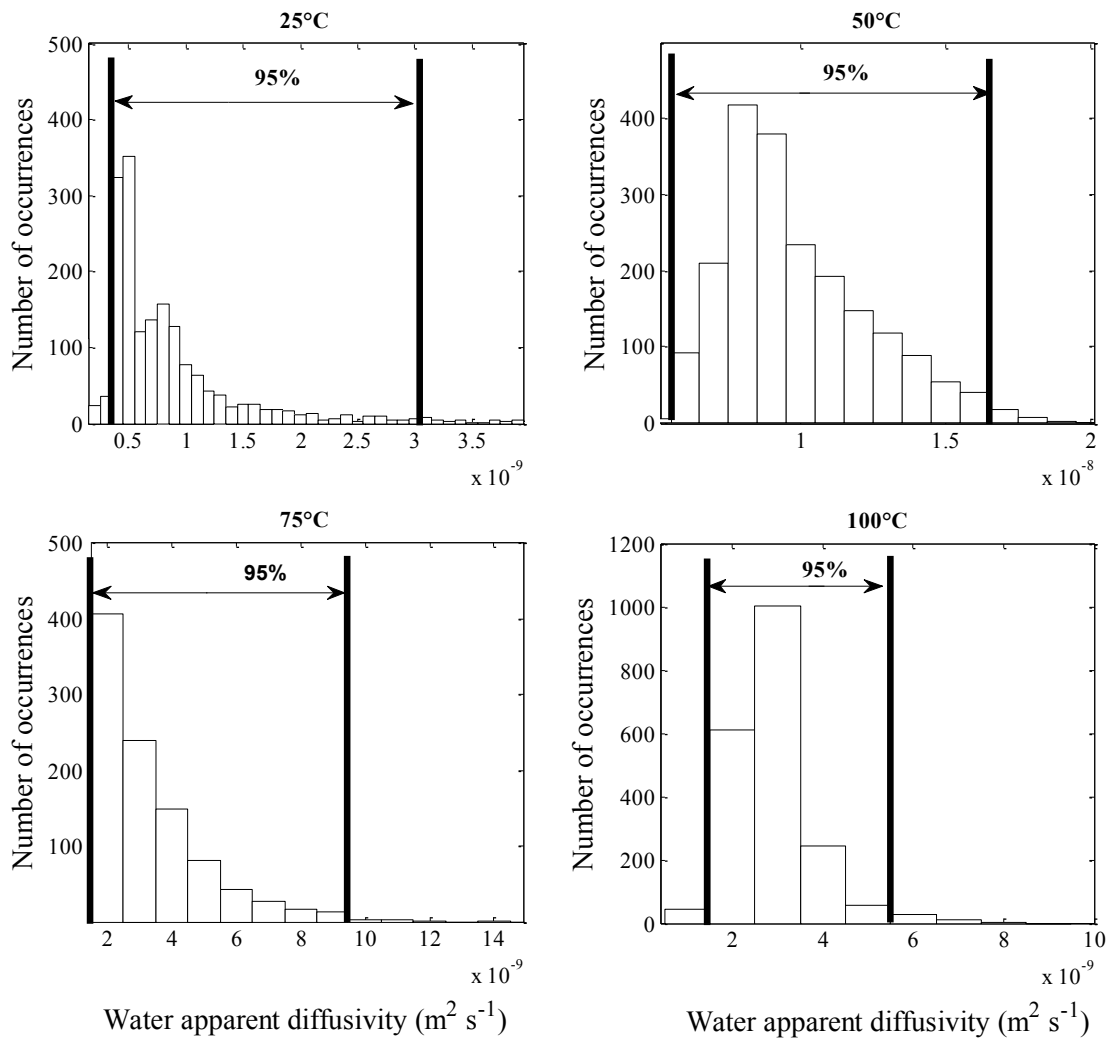 25°C
500
400
300
200
100
0
95%
Number of occurrences
0.5 1 1.5 2 2.5 3 3.5
x 10-9
50°C
400
300
200
100
0
95%
Number of occurrences
1 1.5 2
x 10-8
75°C
500
400
300
200
100
95%
Number of occurrences
2 4 6 8 10 12 14
x 10-9
Water apparent diffusivity (m2 s-1)
100°C
1200
1000
800
600
400
200
0
95%
Number of occurrences
2 4 6 8 10
x 10-9
Water apparent diffusivity (m2 s-1)